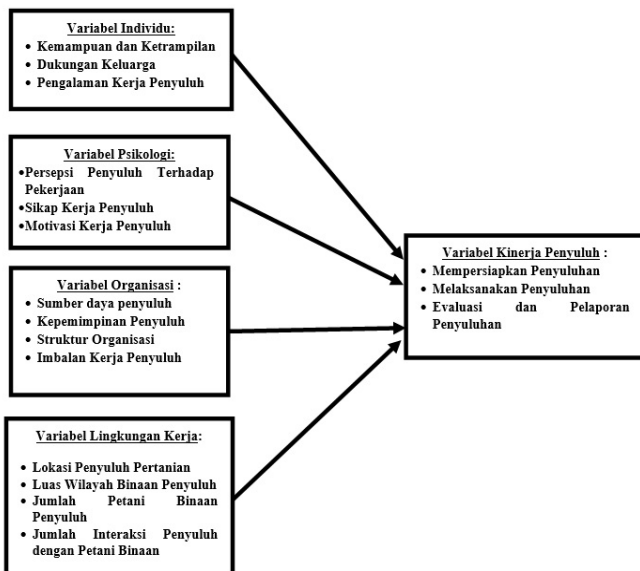 Variabel Individu:
• Kemampuan dan Ketrampilan
• Dukungan Keluarga
• Pengalaman Kerja Penyuluh
Variabel Psikologi:
•Persepsi Penyuluh Terhadap
Pekerjaan
•Sikap Kerja Penyuluh
•Motivasi Kerja Penyuluh
Variabel Organisasi :
• Sumber daya penyuluh
• Kepemimpinan Penyuluh
• Struktur Organisasi
• Imbalan Kerja Penyuluh
Variabel Lingkungan Kerja:
• Lokasi Penyuluh Pertanian
• Luas Wilayah Binaan Penyuluh
• Jumlah Petani Binaan
Penyuluh
• Jumlah Interaksi Penyuluh
dengan Petani Binaan
Variabel Kinerja Penyuluh :
• Mempersiapkan Penyuluhan
• Melaksanakan Penyuluhan
• Evaluasi dan Pelaporan
Penyuluhan